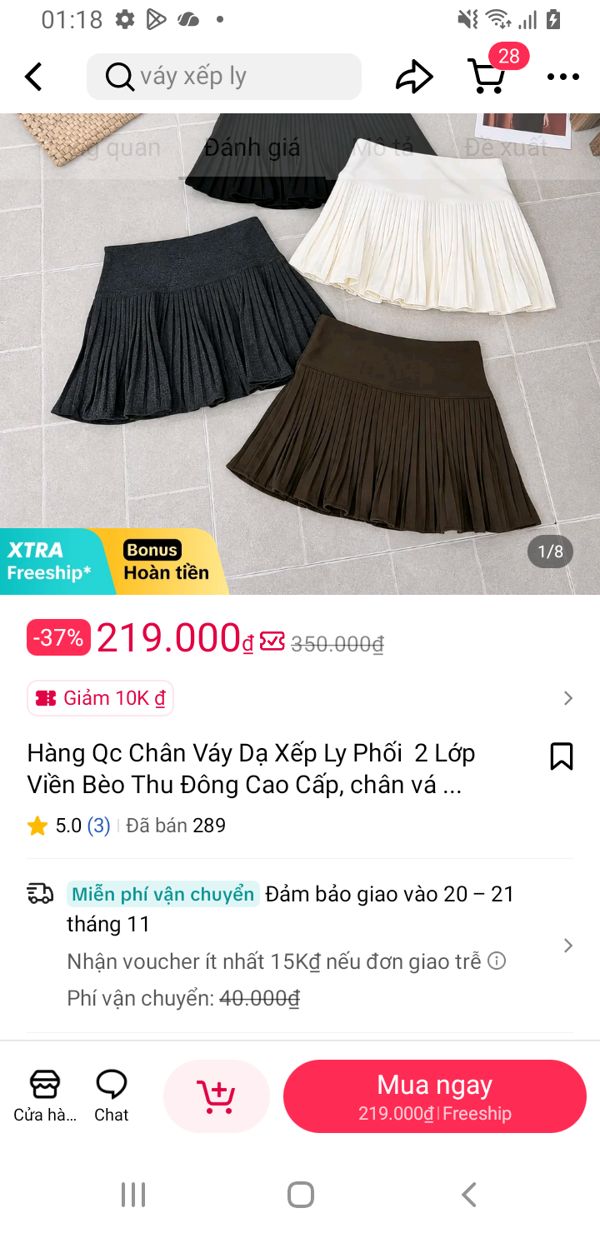 01:18
váy xếp ly
28
quan Đánh giá Mô tả Đề xuất
XTRA
Freeship*
Bonus
Hoàn tiền
1/8
-37% 219.000₫ 350.000₫
Giảm 10K ₫
Hàng Qc Chân Váy Dạ Xếp Ly Phối 2 Lớp
Viền Bèo Thu Đông Cao Cấp, chân vá ...
5.0 (3) Đã bán 289
Miễn phí vận chuyển Đảm bảo giao vào 20 – 21
tháng 11
Nhận voucher ít nhất 15K₫ nếu đơn giao trễ
Phí vận chuyển: 40.000₫
Cửa hà...
Chat
Mua ngay
219.000₫ | Freeship